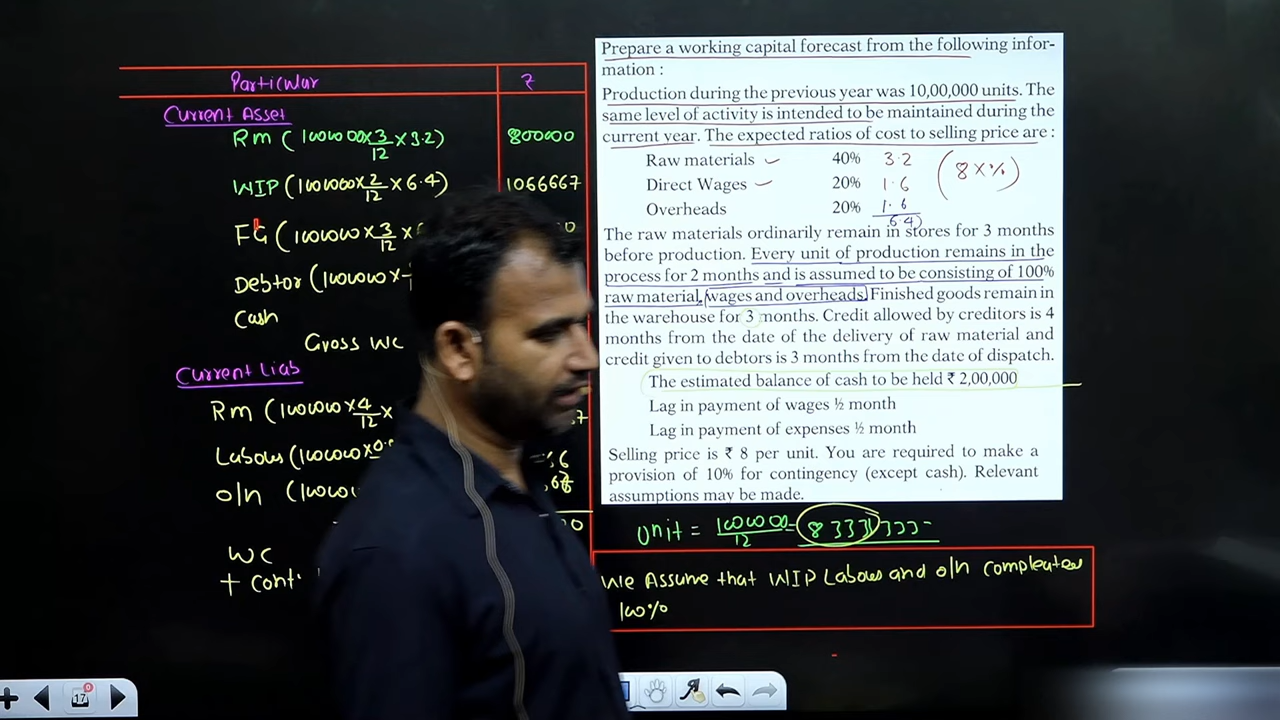 Particular ₹
Current Asset
Rm (1000000 × 3/12 × 3.2) 800000
WIP (1000000 × 2/12 × 6.4) 1066667
FG (1000000 × 3/12 ×
Debtor (1000000 ×
Cash
Gross WC
Current Liab
Rm (1000000 × 4/12 ×
Labour (1000000 × 0.
O/H (1000
WC
+ Cont.
Prepare a working capital forecast from the following infor-
mation :
Production during the previous year was 10,00,000 units. The
same level of activity is intended to be maintained during the
current year. The expected ratios of cost to selling price are :
Raw materials 40% 3.2 (8 × %)
Direct Wages 20% 1.6
Overheads 20% 1.6
6.4
The raw materials ordinarily remain in stores for 3 months
before production. Every unit of production remains in the
process for 2 months and is assumed to be consisting of 100%
raw material, wages and overheads. Finished goods remain in
the warehouse for 3 months. Credit allowed by creditors is 4
months from the date of the delivery of raw material and
credit given to debtors is 3 months from the date of dispatch.
The estimated balance of cash to be held ₹ 2,00,000
Lag in payment of wages ½ month
Lag in payment of expenses ½ month
Selling price is ₹ 8 per unit. You are required to make a
provision of 10% for contingency (except cash). Relevant
assumptions may be made.
Unit = 1000000/12 = 83333333
We Assume that WIP Labour and O/H
100%
17